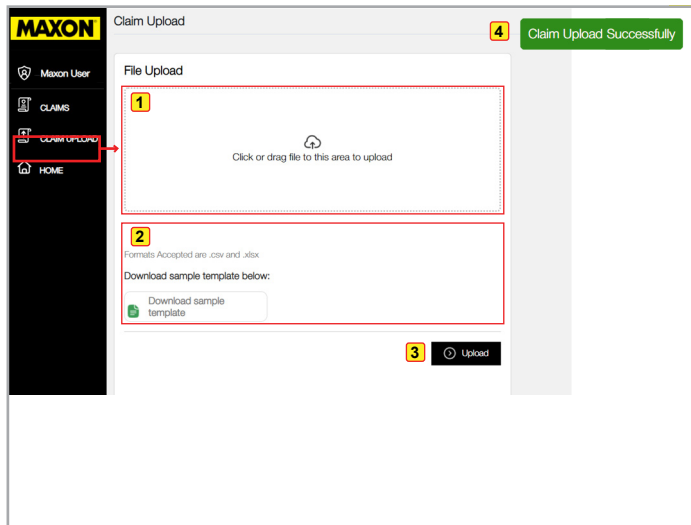 MAXON
Maxon User
CLAIMS
CLAIM UPLOAD
HOME
Claim Upload
4
Claim Upload Successfully
File Upload
1
Click or drag file to this area to upload
2
Formats Accepted are .csv and .xlsx
Download sample template below:
Download sample
template
3
Upload